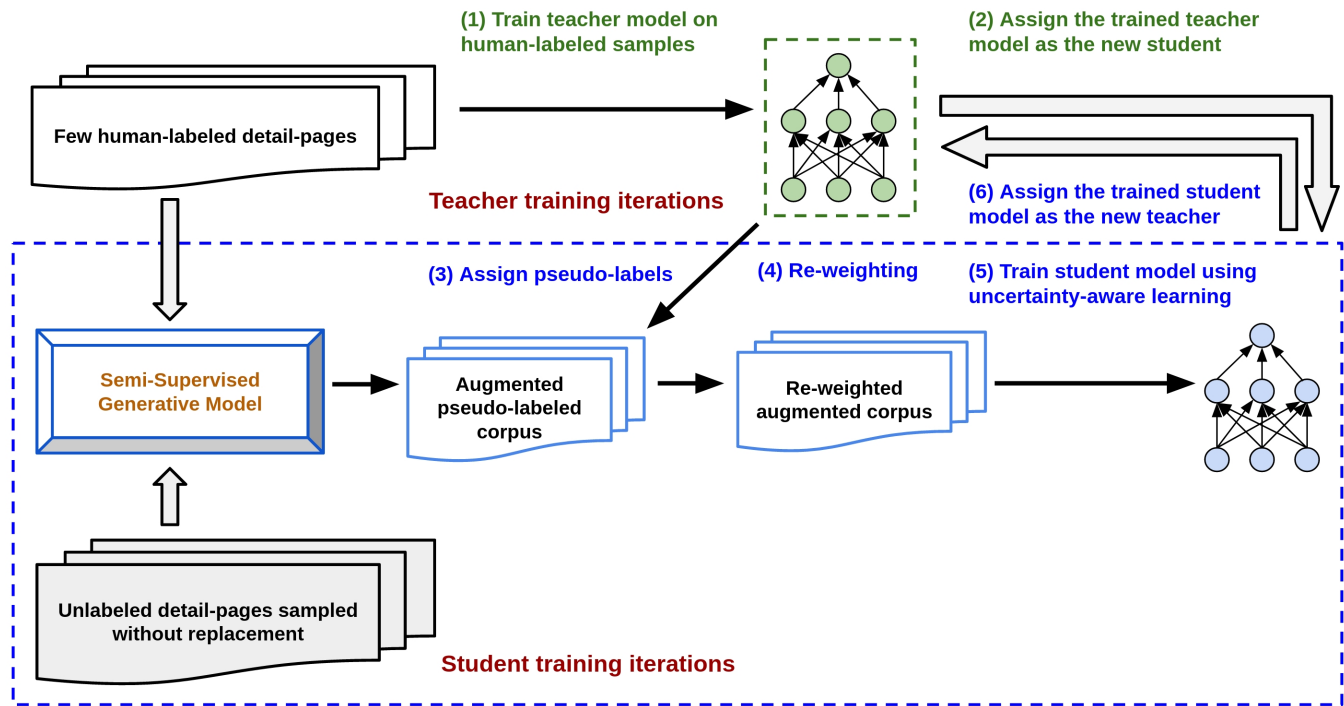 (1) Train teacher model on
human-labeled samples
(2) Assign the trained teacher
model as the new student
Few human-labeled detail-pages
Teacher training iterations
(6) Assign the trained student
model as the new teacher
(3) Assign pseudo-labels
(4) Re-weighting
(5) Train student model using
uncertainty-aware learning
Semi-Supervised
Generative Model
Augmented
pseudo-labeled
corpus
Re-weighted
augmented corpus
Unlabeled detail-pages sampled
without replacement
Student training iterations